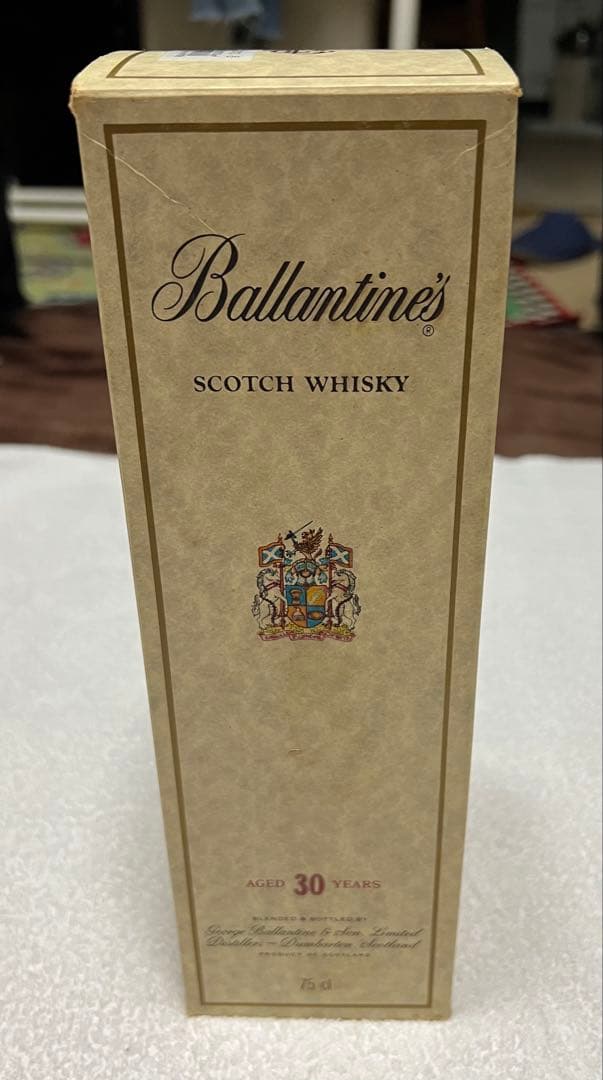 Ballantine's®
SCOTCH WHISKY
AGED 30 YEARS
BLENDED & BOTTLED BY
George Ballantine & Son Limited
Distillers — Dumbarton Scotland
PRODUCT OF SCOTLAND
75 cl